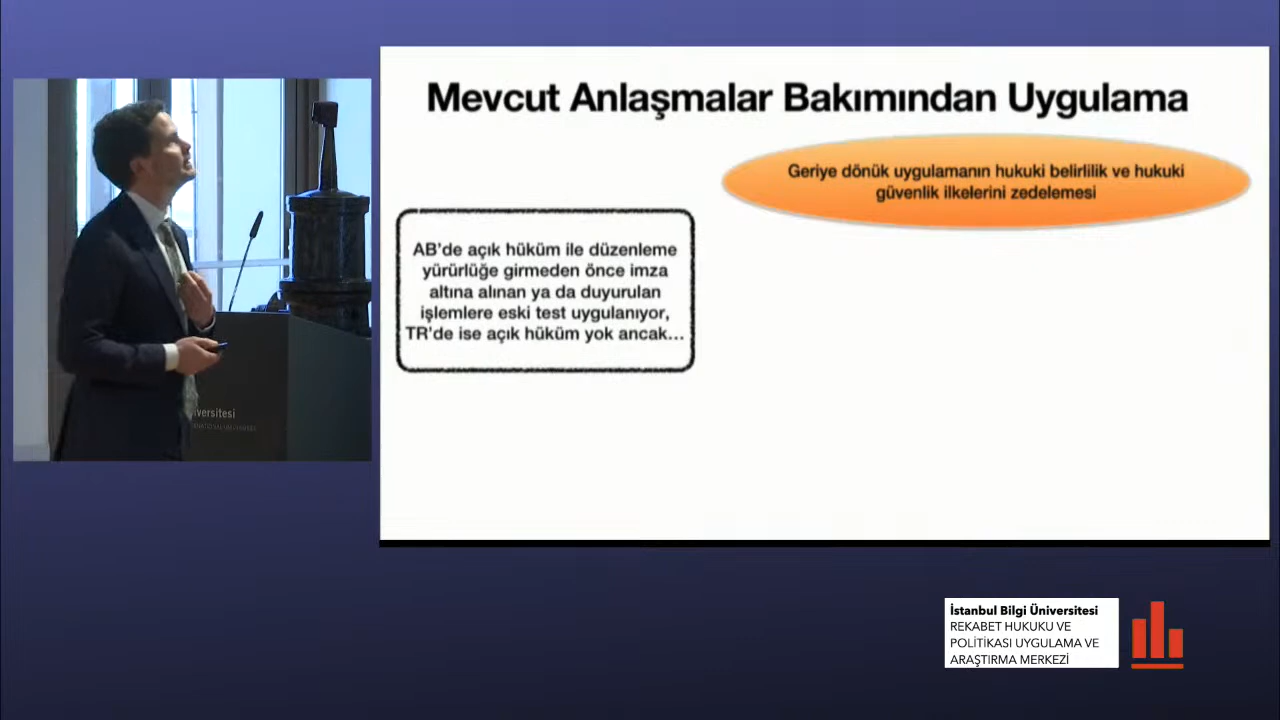 Mevcut Anlaşmalar Bakımından Uygulama
Geriye dönük uygulamanın hukuki belirlilik ve hukuki
güvenlik ilkelerini zedelemesi
AB'de açık hüküm ile düzenleme
yürürlüğe girmeden önce imza
altına alınan ya da duyurulan
işlemlere eski test uygulanıyor,
TR'de ise açık hüküm yok ancak...
iversitesi
İstanbul Bilgi Üniversitesi
REKABET HUKUKU VE
POLİTİKASI UYGULAMA VE
ARAŞTIRMA MERKEZİ